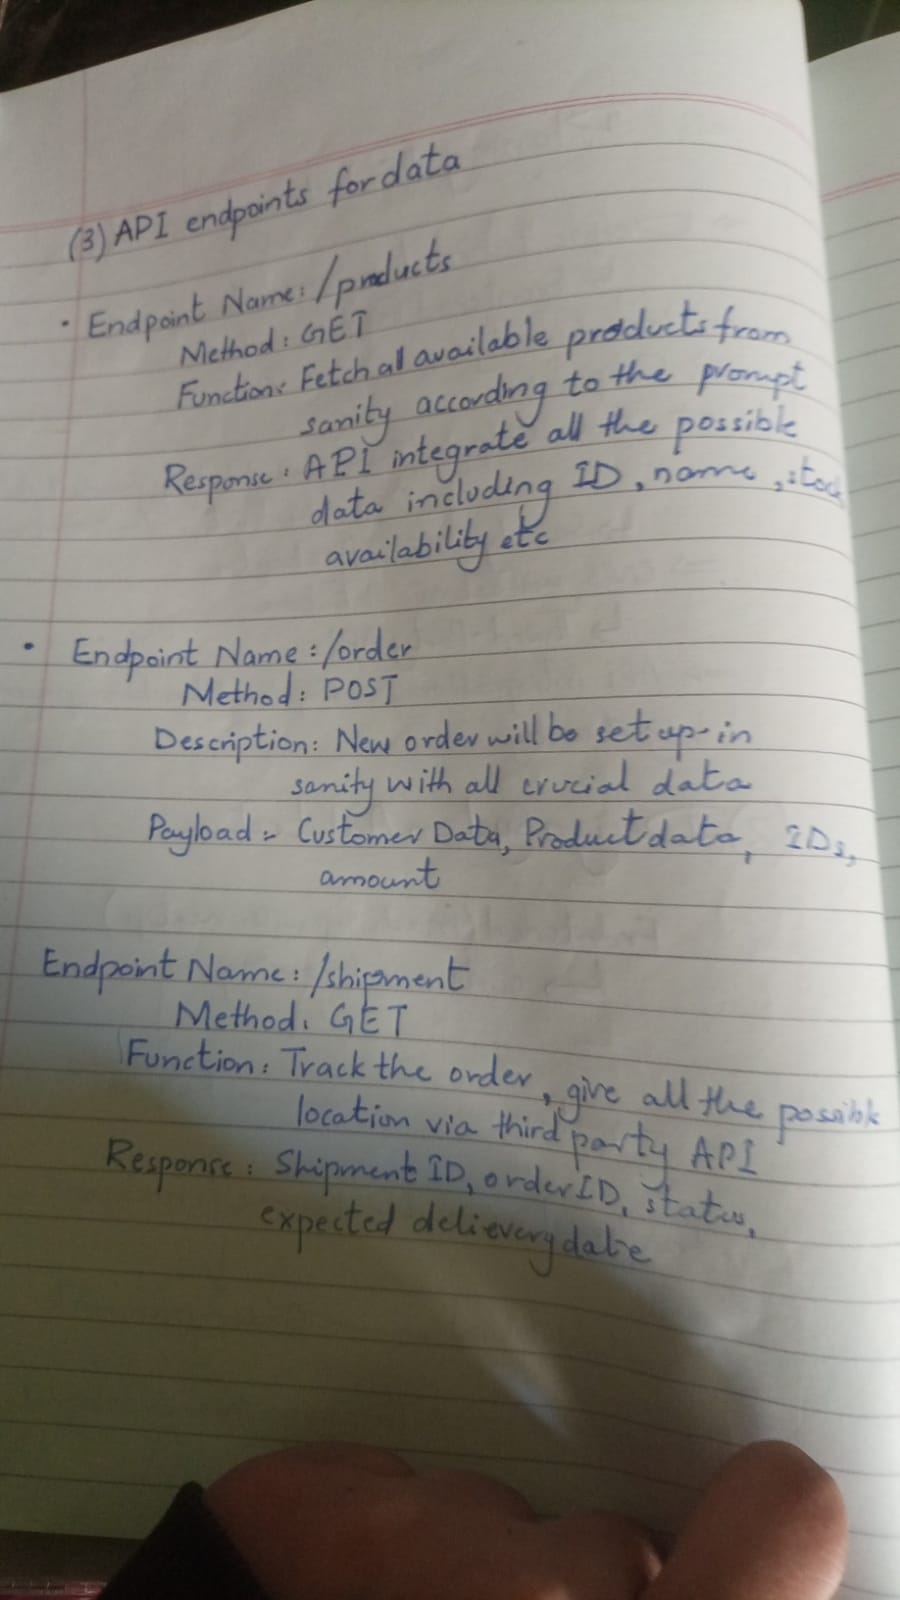 (3) API endpoints for data
• Endpoint Name: /products
Method: GET
Function: Fetch al available products from
sanity according to the prompt
Response: API integrate all the possible
data including ID, name, stock
availability etc
• Endpoint Name: /order
Method: POST
Description: New order will be set up in
sanity with all crucial data
Payload: Customer Data, Product data, IDs,
amount
Endpoint Name: /shipment
Method: GET
Function: Track the order, give all the possible
location via third party API
Response: Shipment ID, order ID, status,
expected delievery date